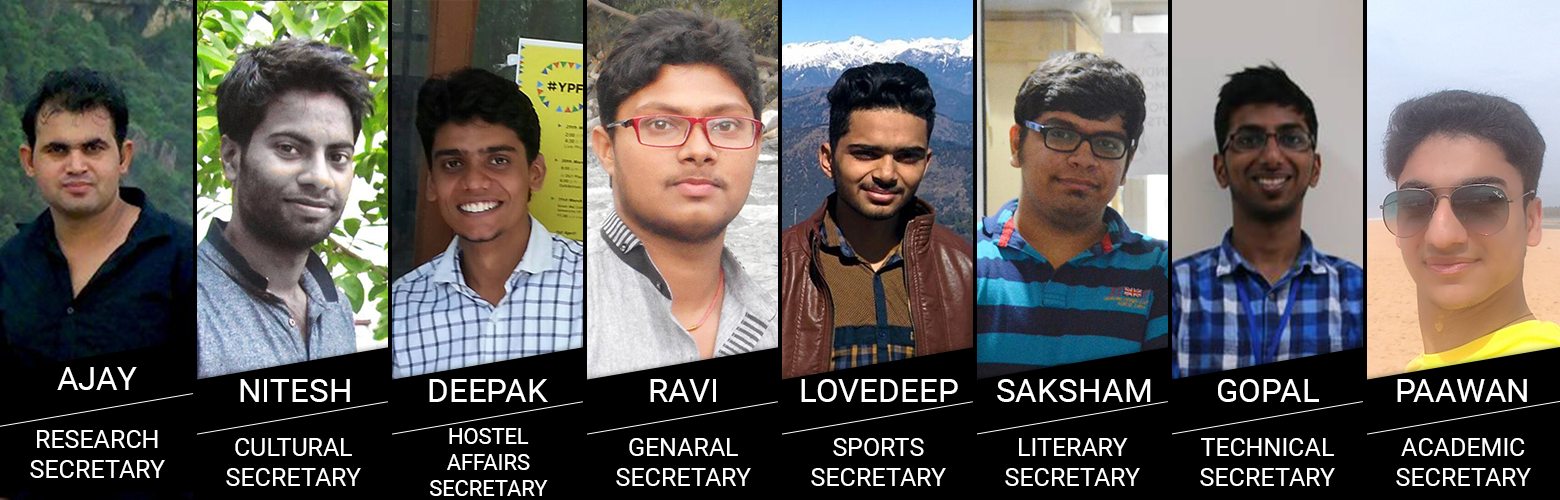 #YPF
AJAY
RESEARCH
SECRETARY
NITESH
CULTURAL
SECRETARY
DEEPAK
HOSTEL
AFFAIRS
SECRETARY
RAVI
GENARAL
SECRETARY
LOVEDEEP
SPORTS
SECRETARY
SAKSHAM
LITERARY
SECRETARY
GOPAL
TECHNICAL
SECRETARY
PAAWAN
ACADEMIC
SECRETARY